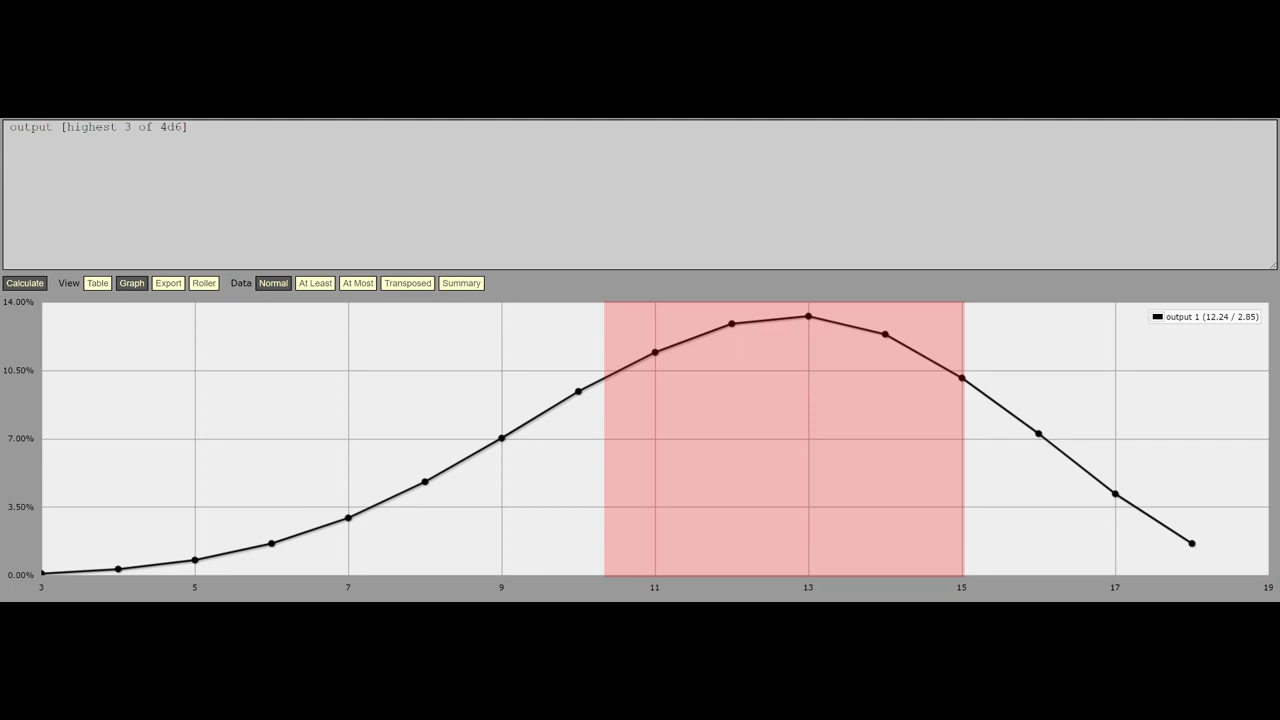 output [highest 3 of 4d6]
Calculate View Table Graph Export Roller Data Normal At Least At Most Transposed Summary
14.00%
output 1 (12.24 / 2.85)
10.50%
7.00%
3.50%
0.00%
3 5 7 9 11 13 15 17 19